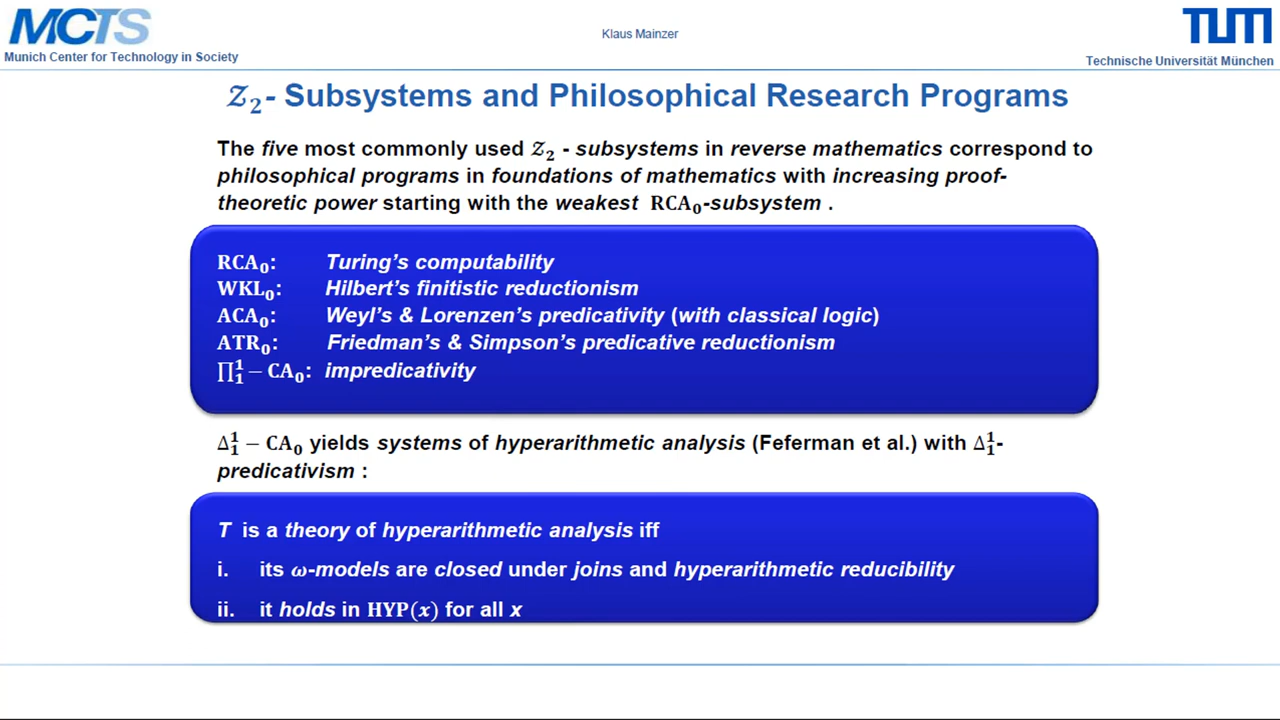 MCTS
Munich Center for Technology in Society
Klaus Mainzer
TUM
Technische Universität München
𝒵₂- Subsystems and Philosophical Research Programs
The five most commonly used 𝒵₂ - subsystems in reverse mathematics correspond to
philosophical programs in foundations of mathematics with increasing proof-
theoretic power starting with the weakest RCA₀-subsystem .
RCA₀: Turing's computability
WKL₀: Hilbert's finitistic reductionism
ACA₀: Weyl's & Lorenzen's predicativity (with classical logic)
ATR₀: Friedman's & Simpson's predicative reductionism
∏¹₁ − CA₀: impredicativity
Δ¹₁ − CA₀ yields systems of hyperarithmetic analysis (Feferman et al.) with Δ¹₁-
predicativism :
T is a theory of hyperarithmetic analysis iff
i. its ω-models are closed under joins and hyperarithmetic reducibility
ii. it holds in HYP(x) for all x